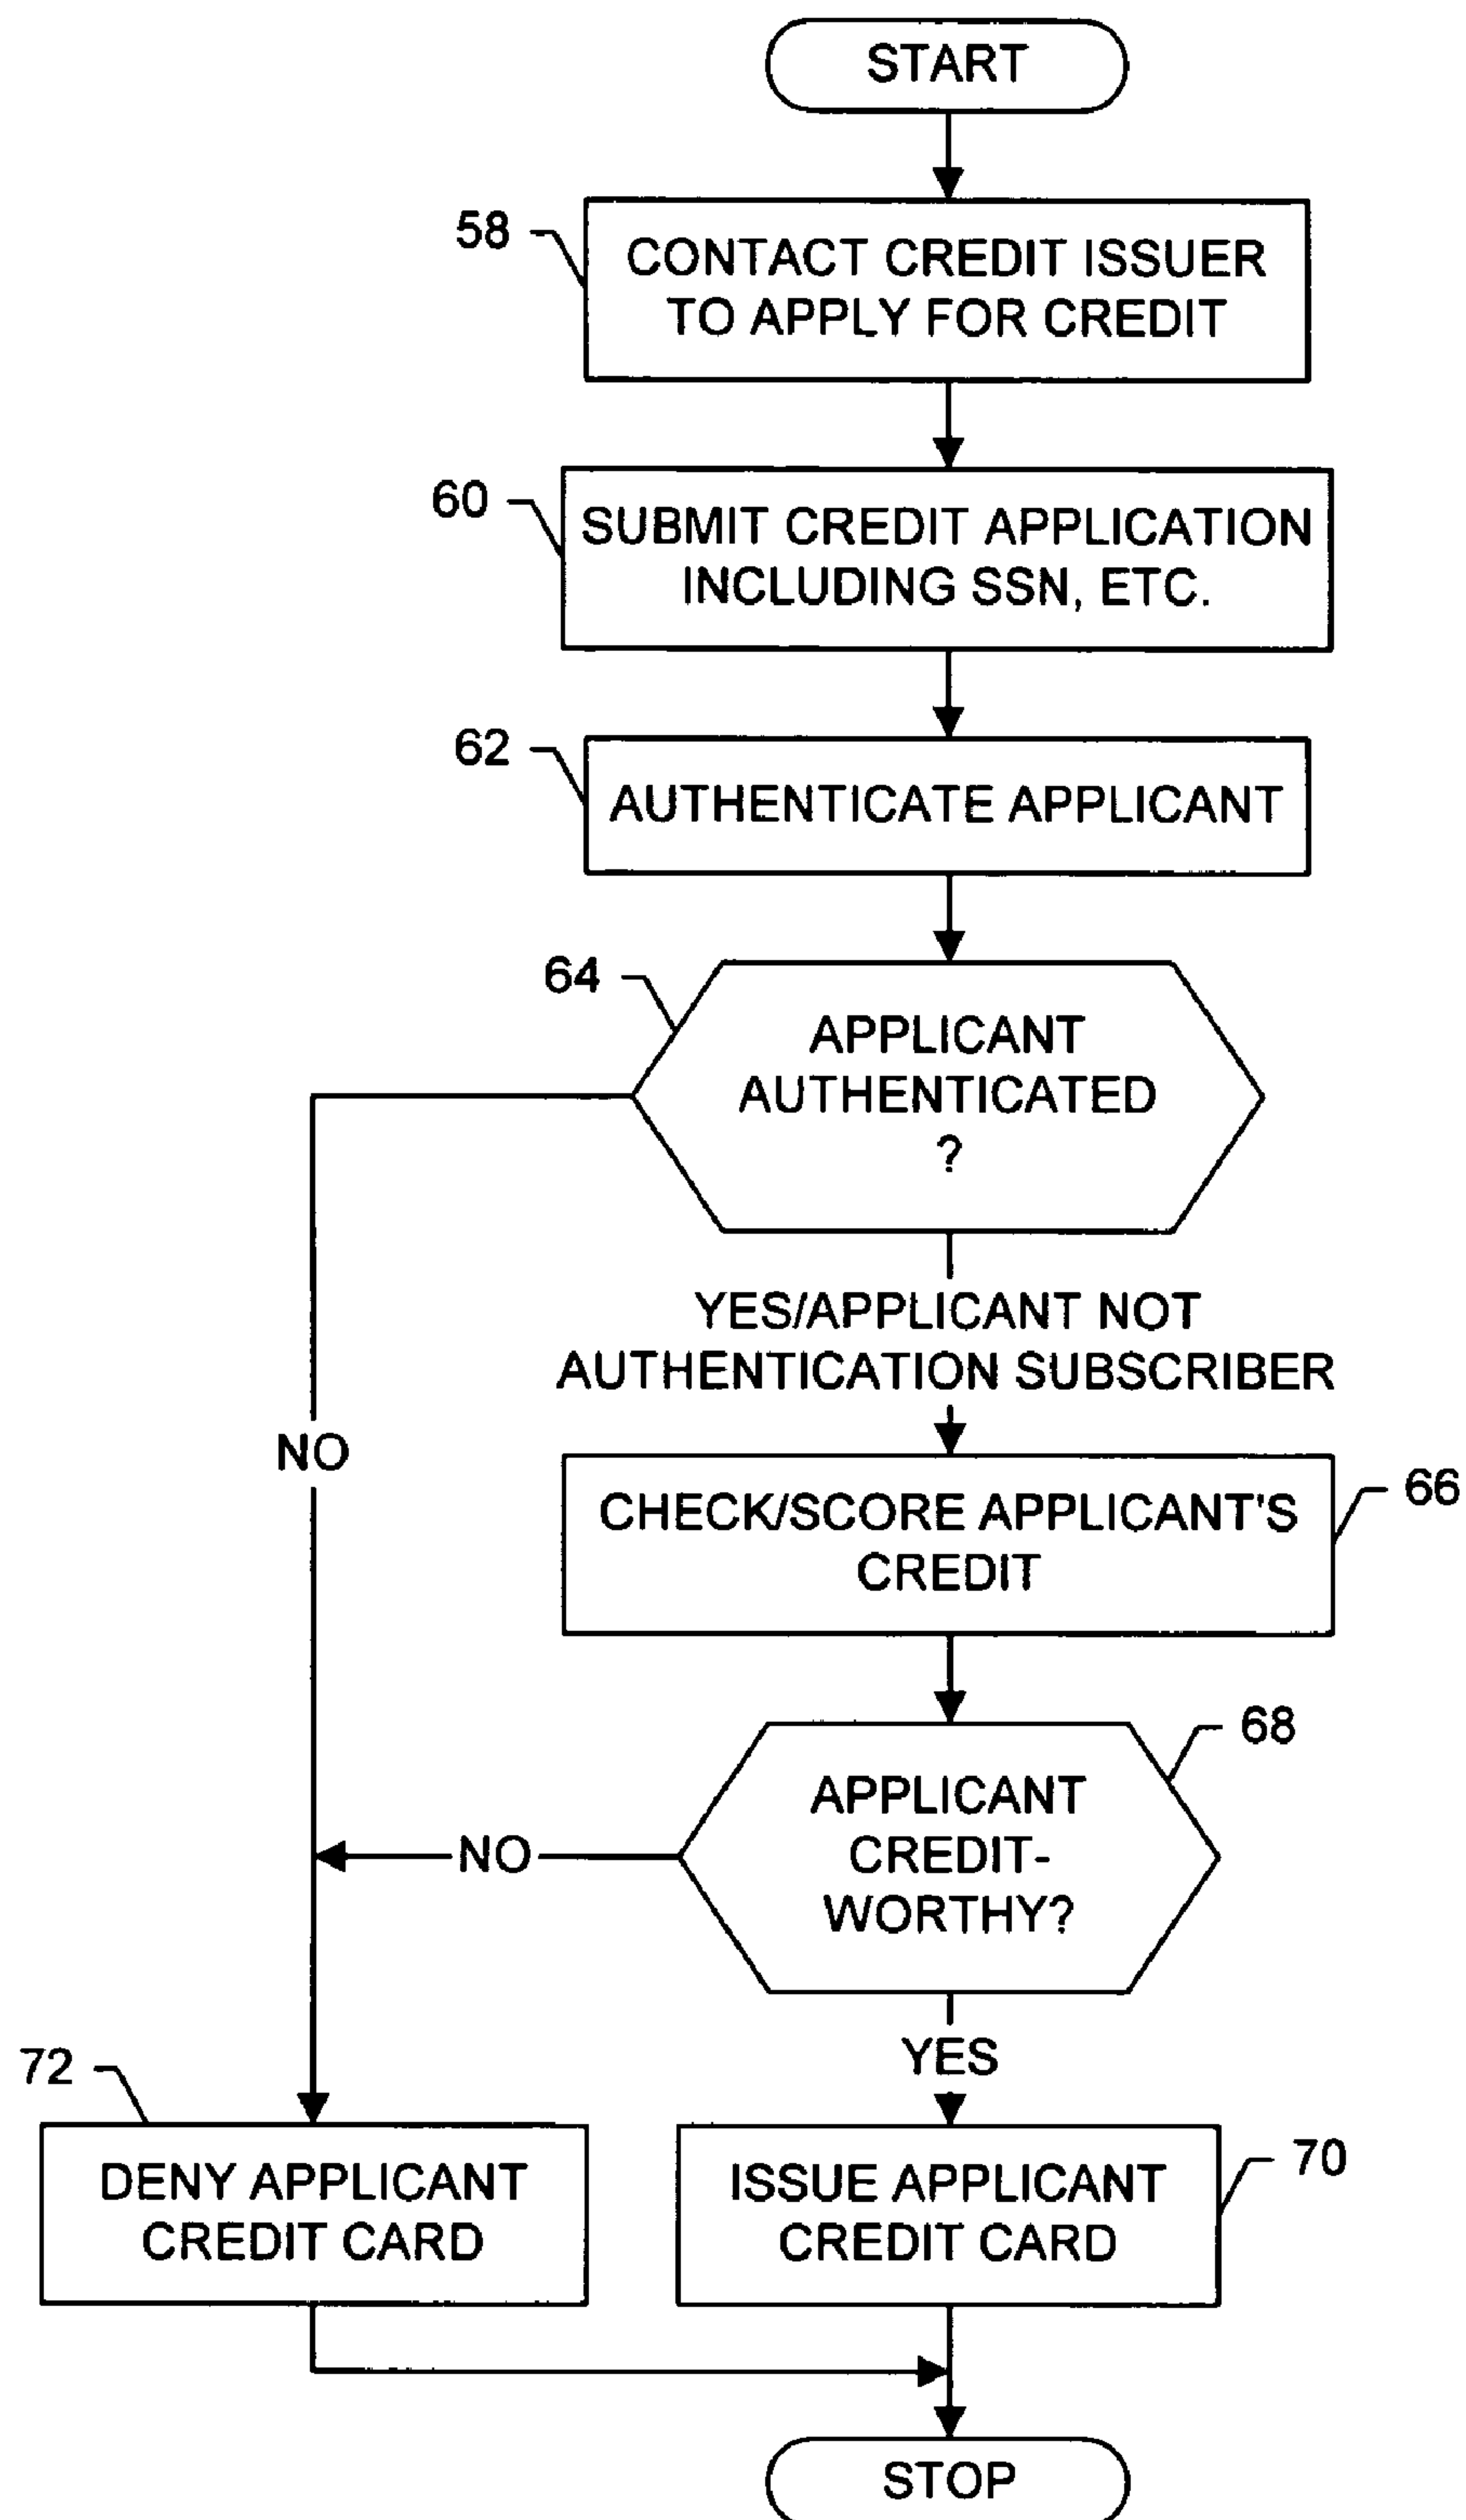 START
58
CONTACT CREDIT ISSUER
TO APPLY FOR CREDIT
60
SUBMIT CREDIT APPLICATION
INCLUDING SSN, ETC.
62
AUTHENTICATE APPLICANT
64
APPLICANT
AUTHENTICATED
?
YES/APPLICANT NOT
AUTHENTICATION SUBSCRIBER
NO
CHECK/SCORE APPLICANT'S
CREDIT
66
68
APPLICANT
CREDIT-
WORTHY?
NO
YES
72
DENY APPLICANT
CREDIT CARD
ISSUE APPLICANT
CREDIT CARD
70
STOP